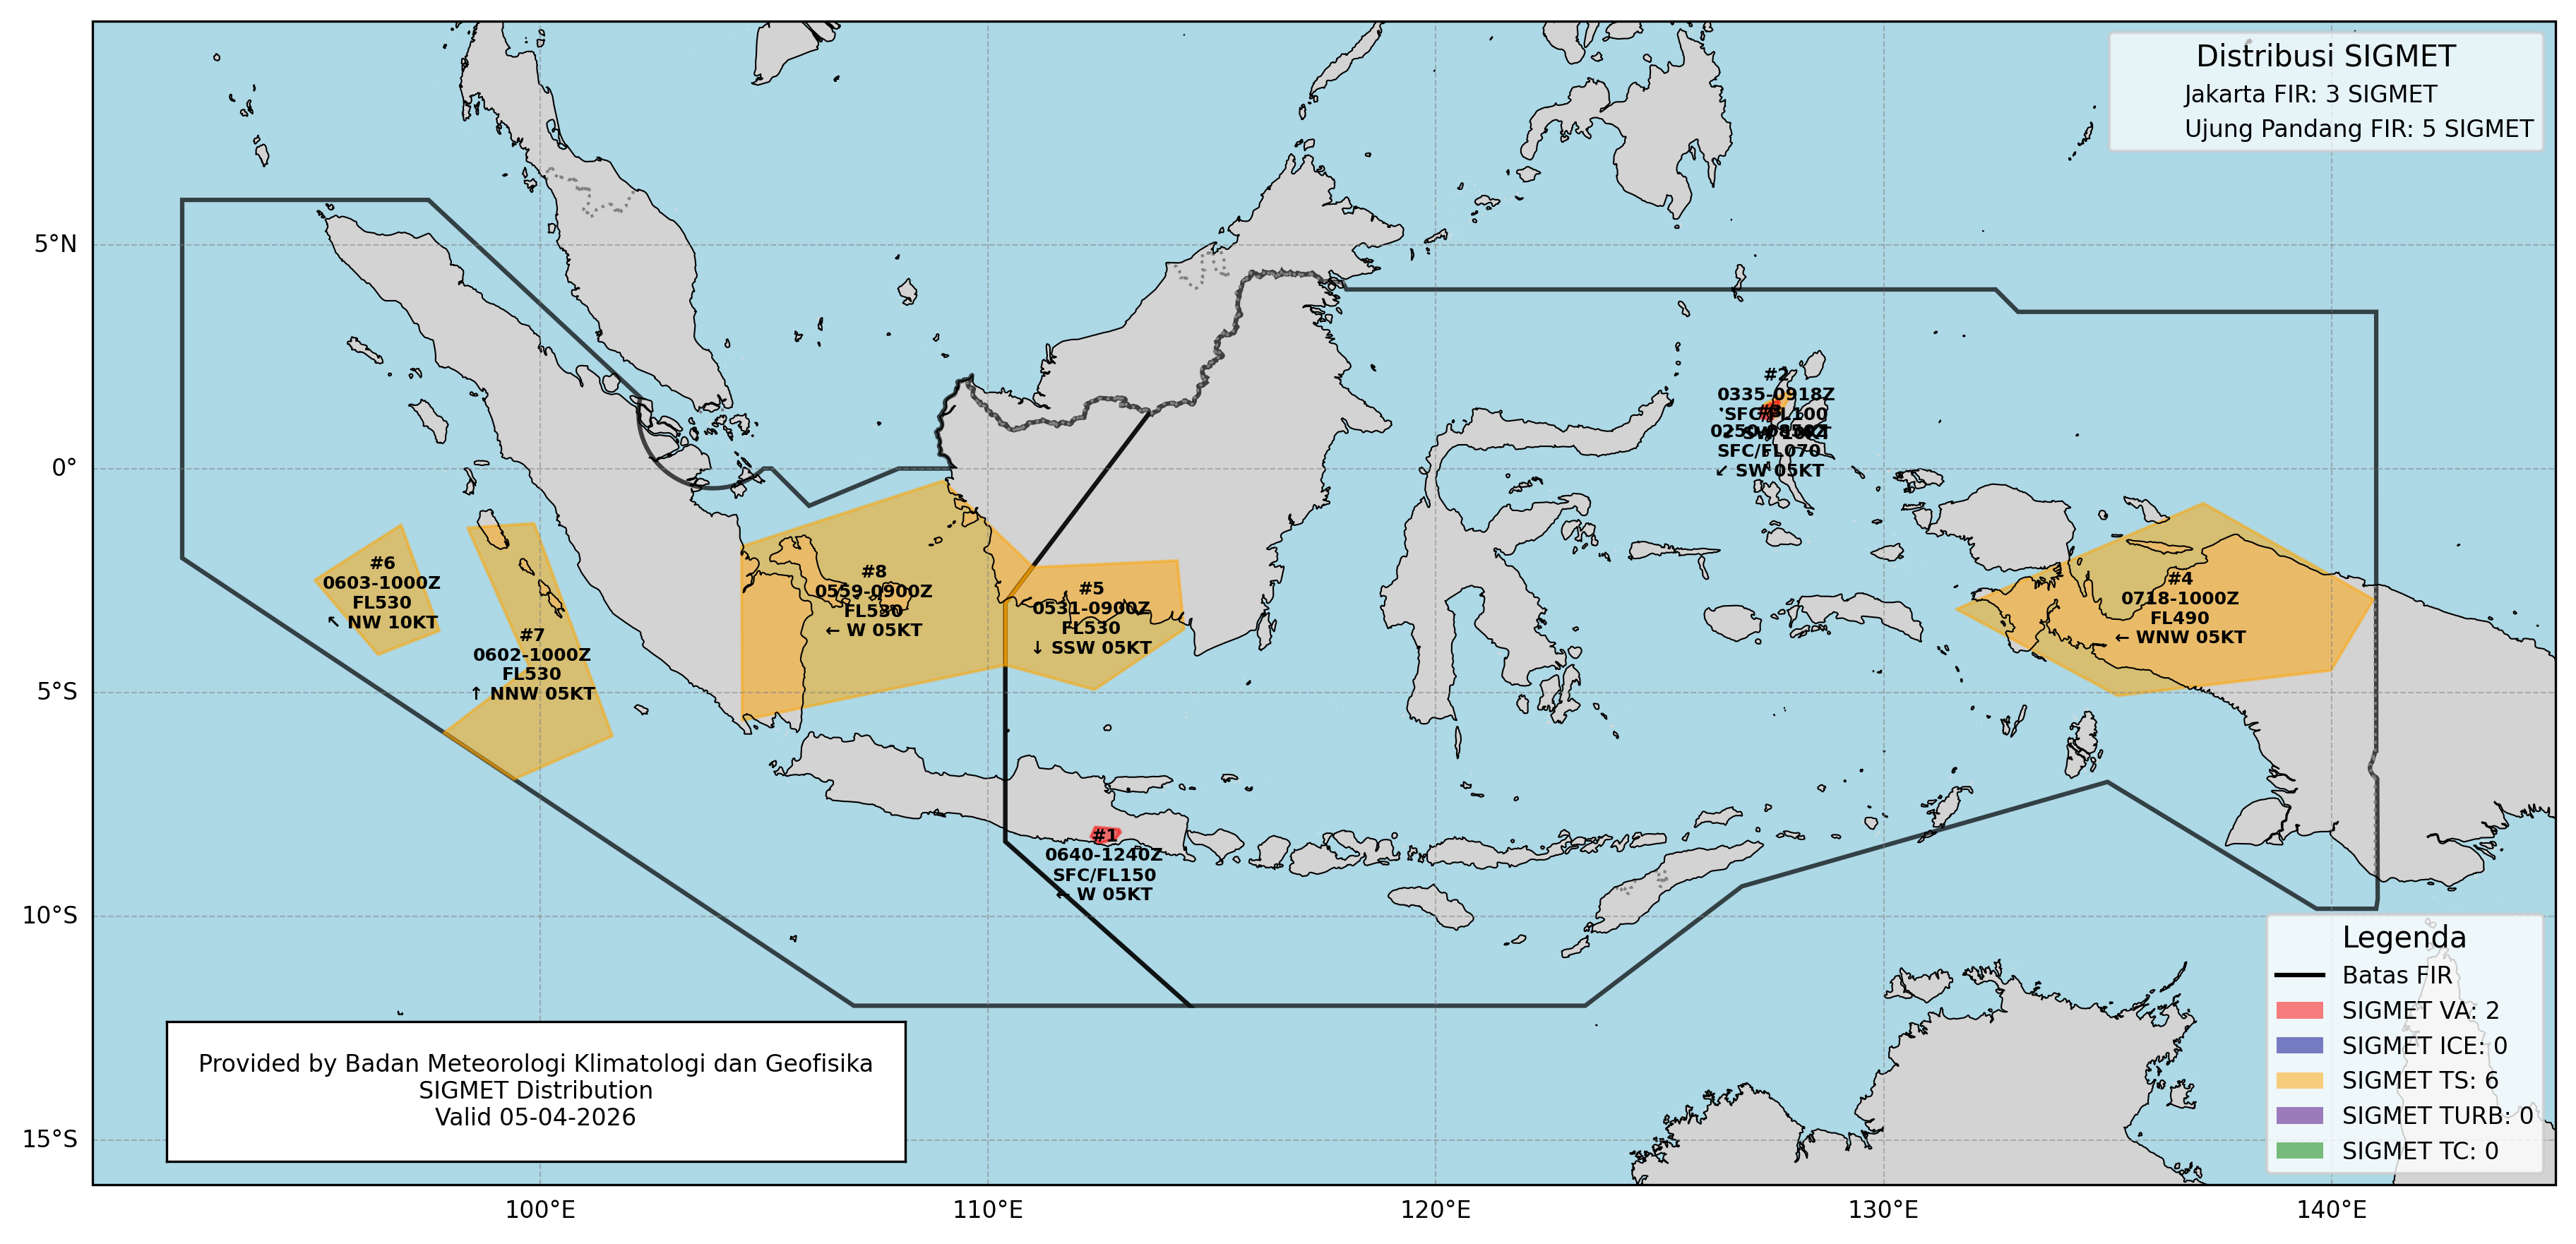 Distribusi SIGMET
Jakarta FIR: 3 SIGMET
Ujung Pandang FIR: 5 SIGMET
5°N
0°
5°S
10°S
15°S
#2
0335-0918Z
SFC/FL100
SW 10KT
#3
0250-0850Z
SFC/FL070
↙ SW 05KT
#6
0603-1000Z
FL530
↖ NW 10KT
#7
0602-1000Z
FL530
↑ NNW 05KT
#8
0559-0900Z
FL530
← W 05KT
#5
0531-0900Z
FL530
↓ SSW 05KT
#4
0718-1000Z
FL490
← WNW 05KT
#1
0640-1240Z
SFC/FL150
← W 05KT
Legenda
Batas FIR
SIGMET VA: 2
SIGMET ICE: 0
SIGMET TS: 6
SIGMET TURB: 0
SIGMET TC: 0
Provided by Badan Meteorologi Klimatologi dan Geofisika
SIGMET Distribution
Valid 05-04-2026
100°E
110°E
120°E
130°E
140°E